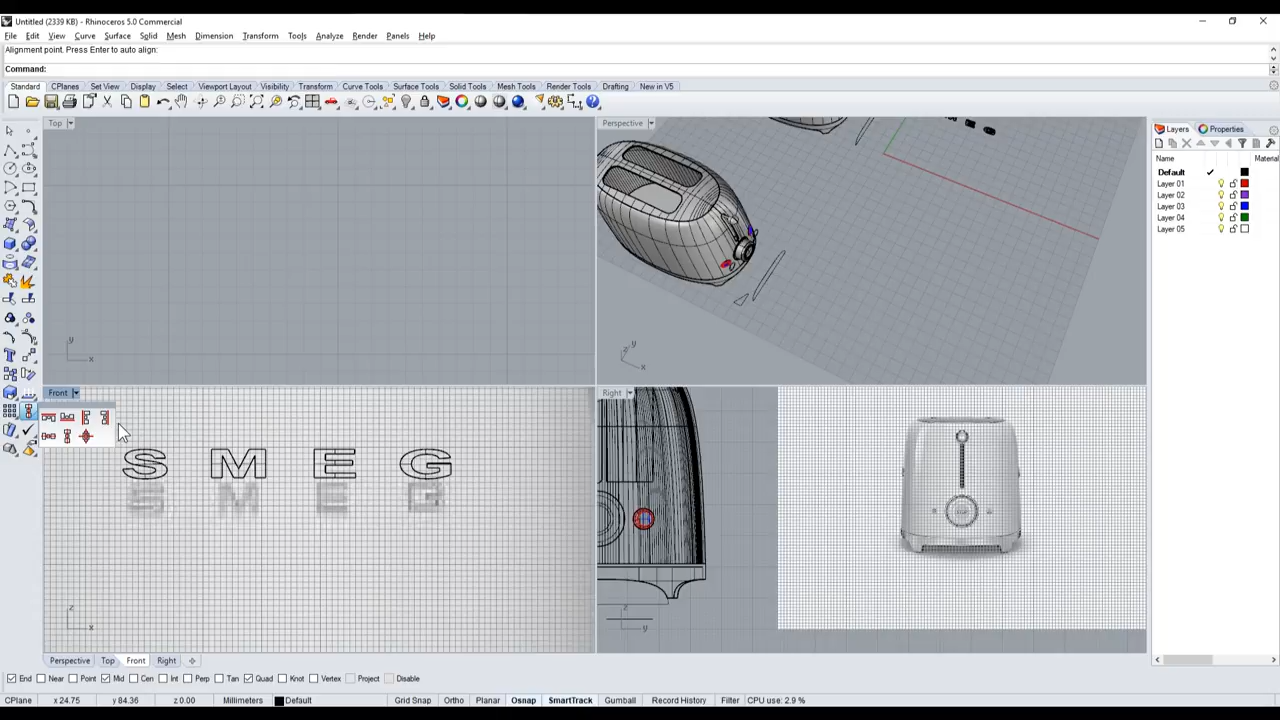 Untitled (2339 KB) - Rhinoceros 5.0 Commercial
File Edit View Curve Surface Solid Mesh Dimension Transform Tools Analyze Render Panels Help
Alignment point. Press Enter to auto align:
Command:
Standard CPlanes Set View Display Select Viewport Layout Visibility Transform Curve Tools Surface Tools Solid Tools Mesh Tools Render Tools Drafting New in V5
Top
Perspective
Layers Properties
Name Material
Default
Layer 01
Layer 02
Layer 03
Layer 04
Layer 05
y
x
y
x
Front
Right
S M E G
S M E G
z
x
z
y
Perspective Top Front Right
End Near Point Mid Cen Int Perp Tan Quad Knot Vertex Project Disable
CPlane x 24.75 y 84.36 z 0.00 Millimeters Default Grid Snap Ortho Planar Osnap SmartTrack Gumball Record History Filter CPU use: 2.9 %